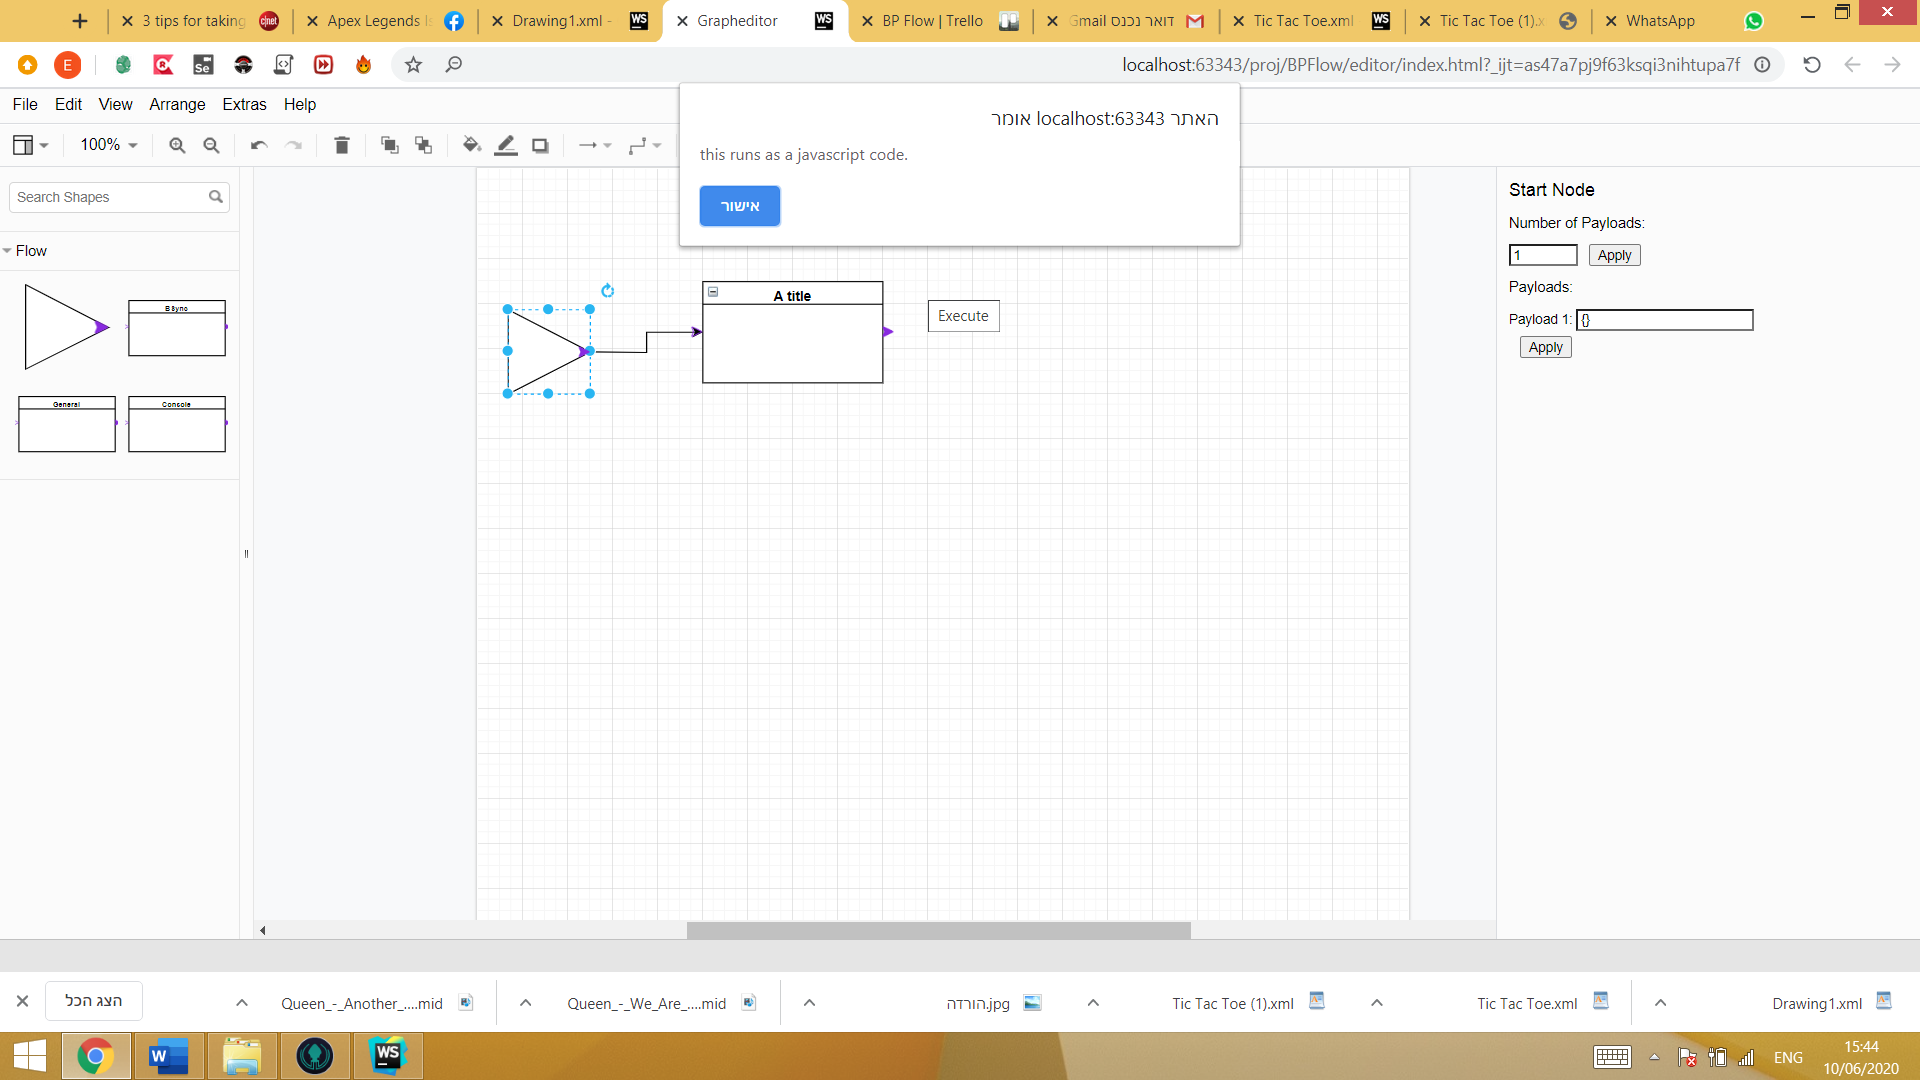 3 tips for taking
Apex Legends Is
Drawing1.xml -
Grapheditor
BP Flow | Trello
דואר נכנס Gmail
Tic Tac Toe.xml
Tic Tac Toe (1).x
WhatsApp
localhost:63343/proj/BPFlow/editor/index.html?_ijt=as47a7pj9f63ksqi3nihtupa7f
File Edit View Arrange Extras Help
האתר localhost:63343 אומר
this runs as a javascript code.
אישור
100%
Search Shapes
Flow
BSync
General
Console
A title
Execute
Start Node
Number of Payloads:
1 Apply
Payloads:
Payload 1: {}
Apply
הצג הכל
Queen_-_Another_....mid
Queen_-_We_Are_....mid
הורדה.jpg
Tic Tac Toe (1).xml
Tic Tac Toe.xml
Drawing1.xml
ENG
15:44
10/06/2020